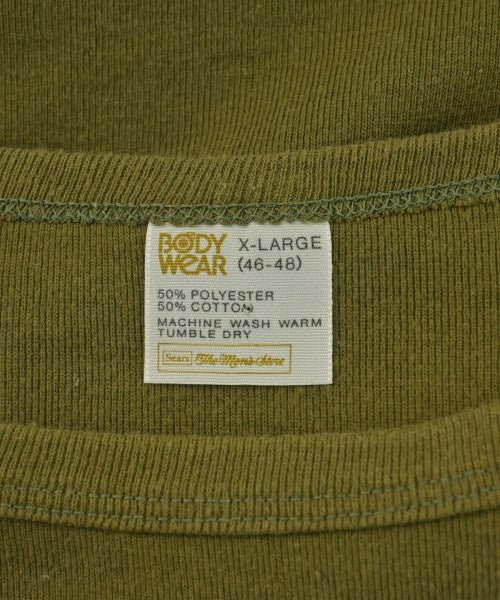 BODY WEAR
X-LARGE
(46-48)
50% POLYESTER
50% COTTON
MACHINE WASH WARM
TUMBLE DRY
Sears The Men's Store